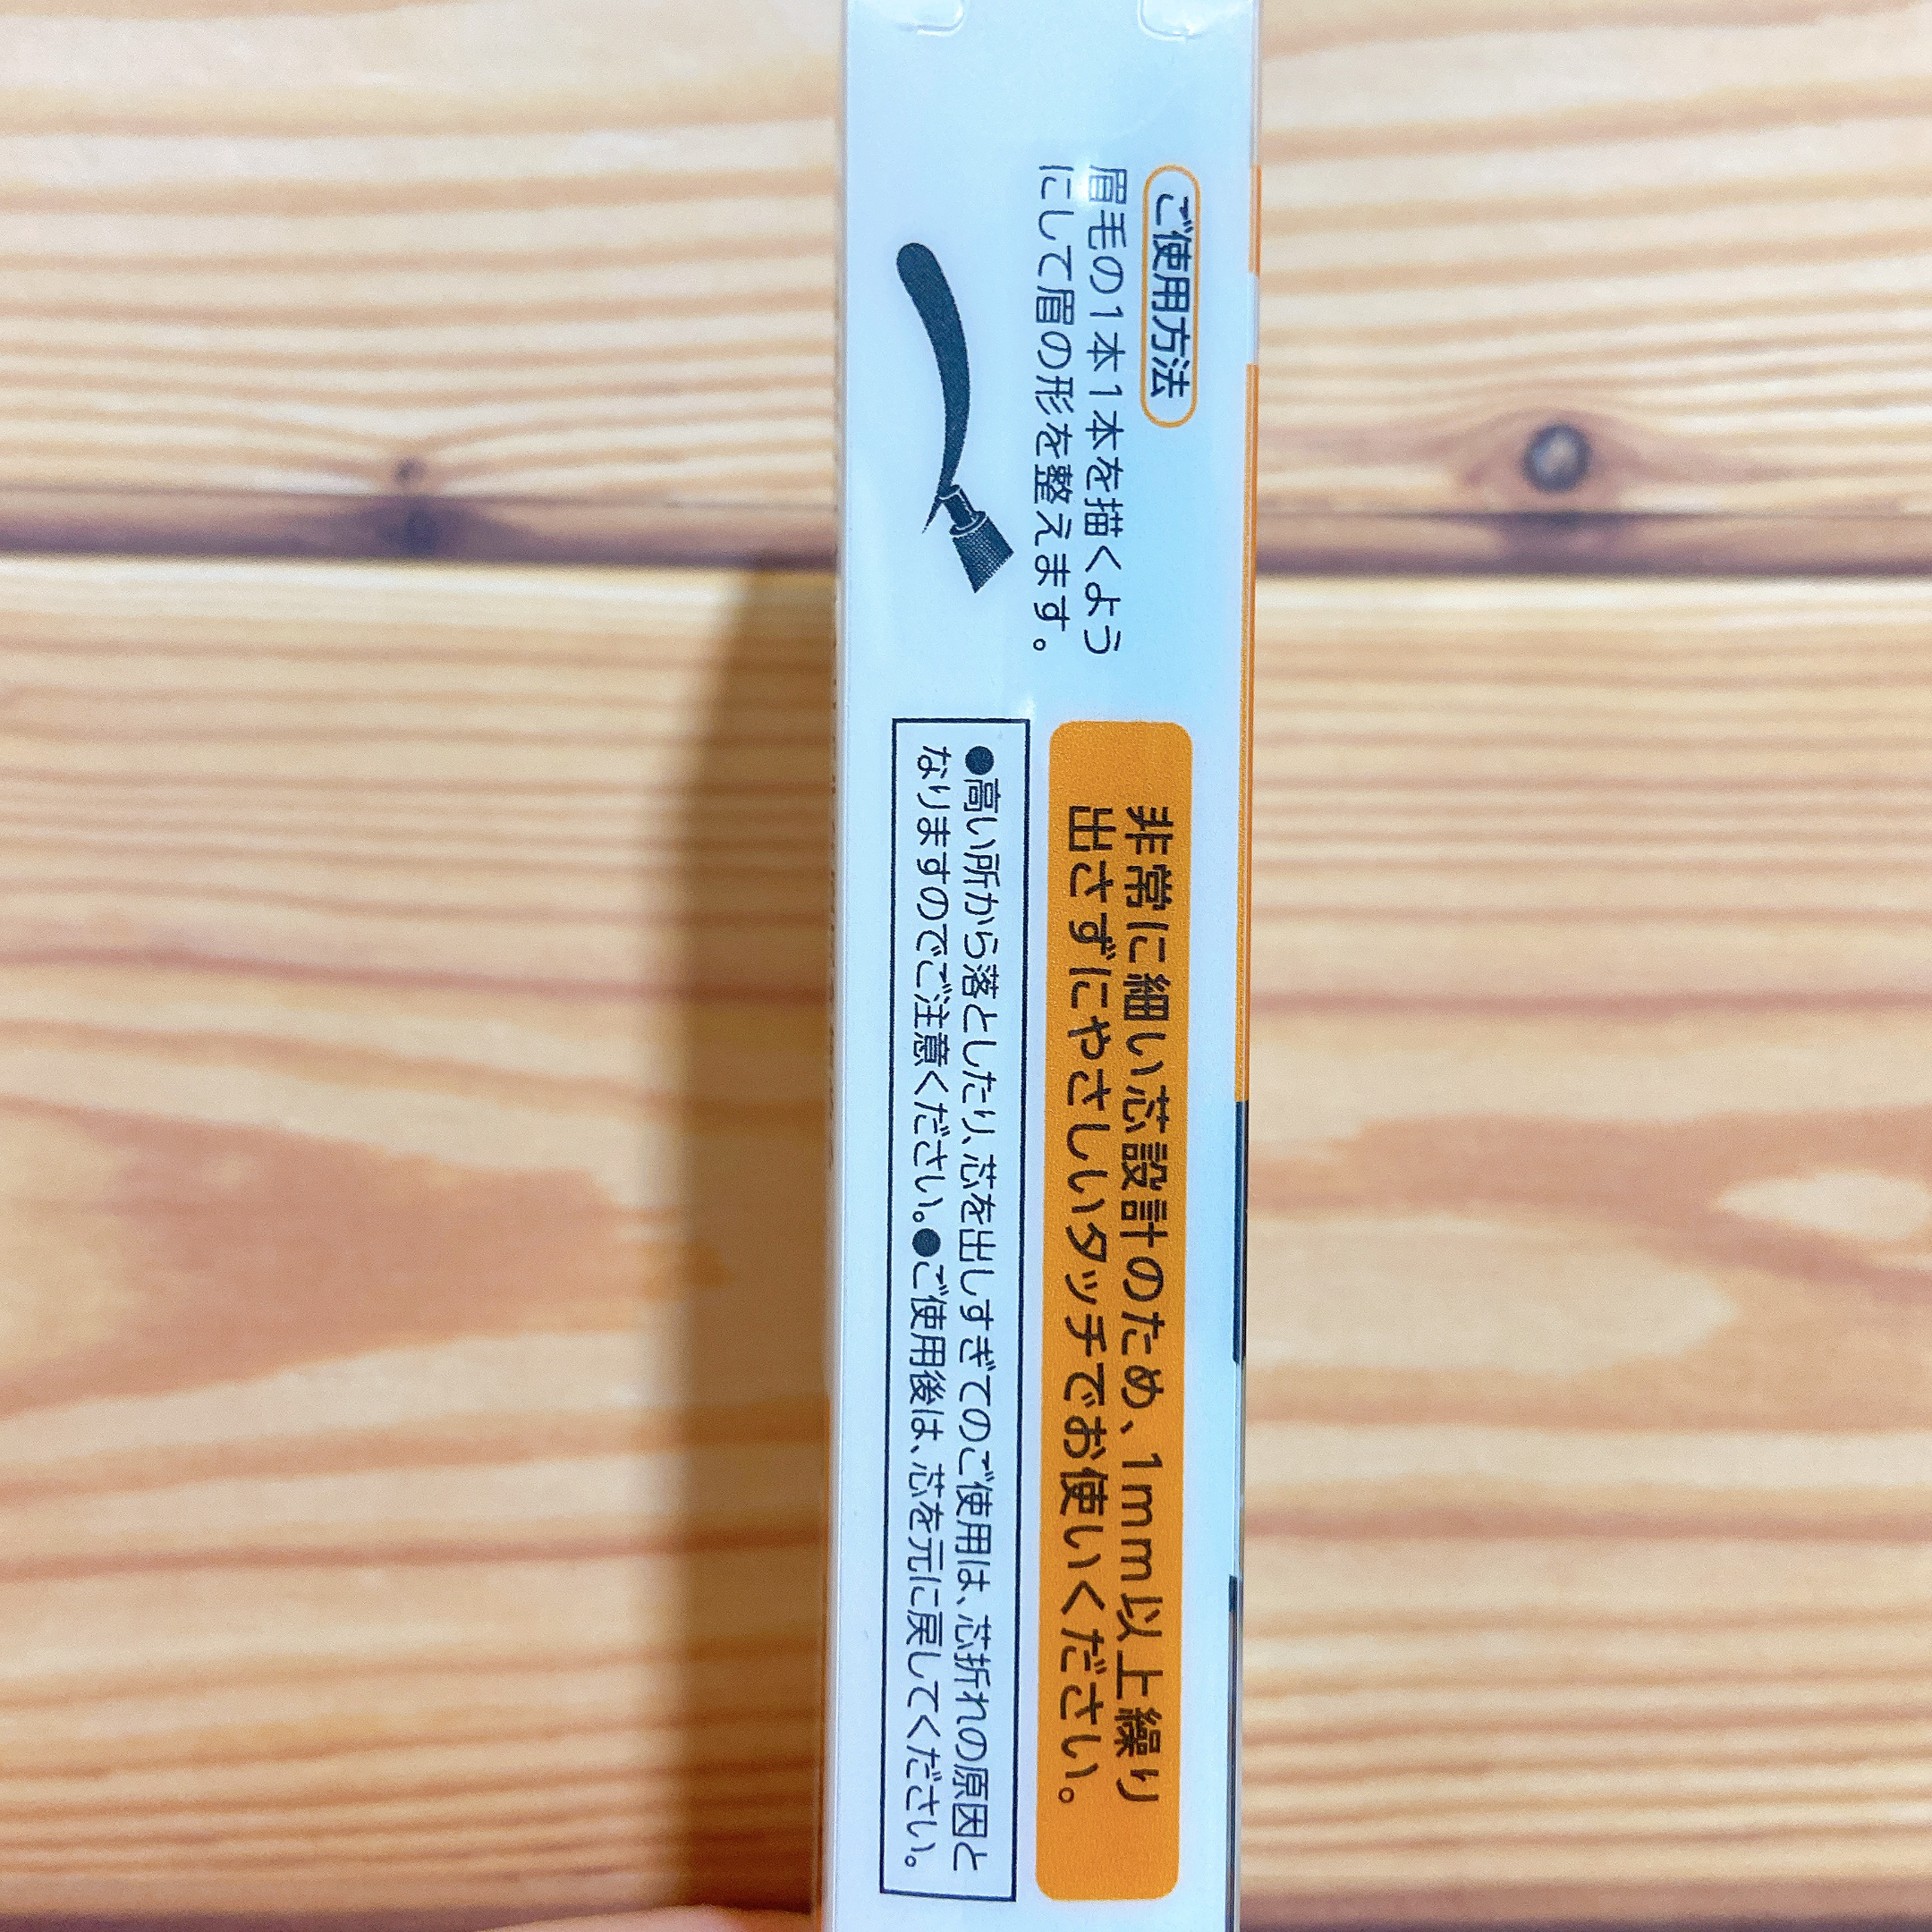 ご使用方法
眉毛の1本1本を描くよう
にして眉の形を整えます。
非常に細い芯設計のため、1mm以上繰り
出さずにやさしいタッチでお使いください。
●高い所から落としたり、芯を出しすぎてのご使用は、芯折れの原因と
なりますのでご注意ください。●ご使用後は、芯を元に戻してください。